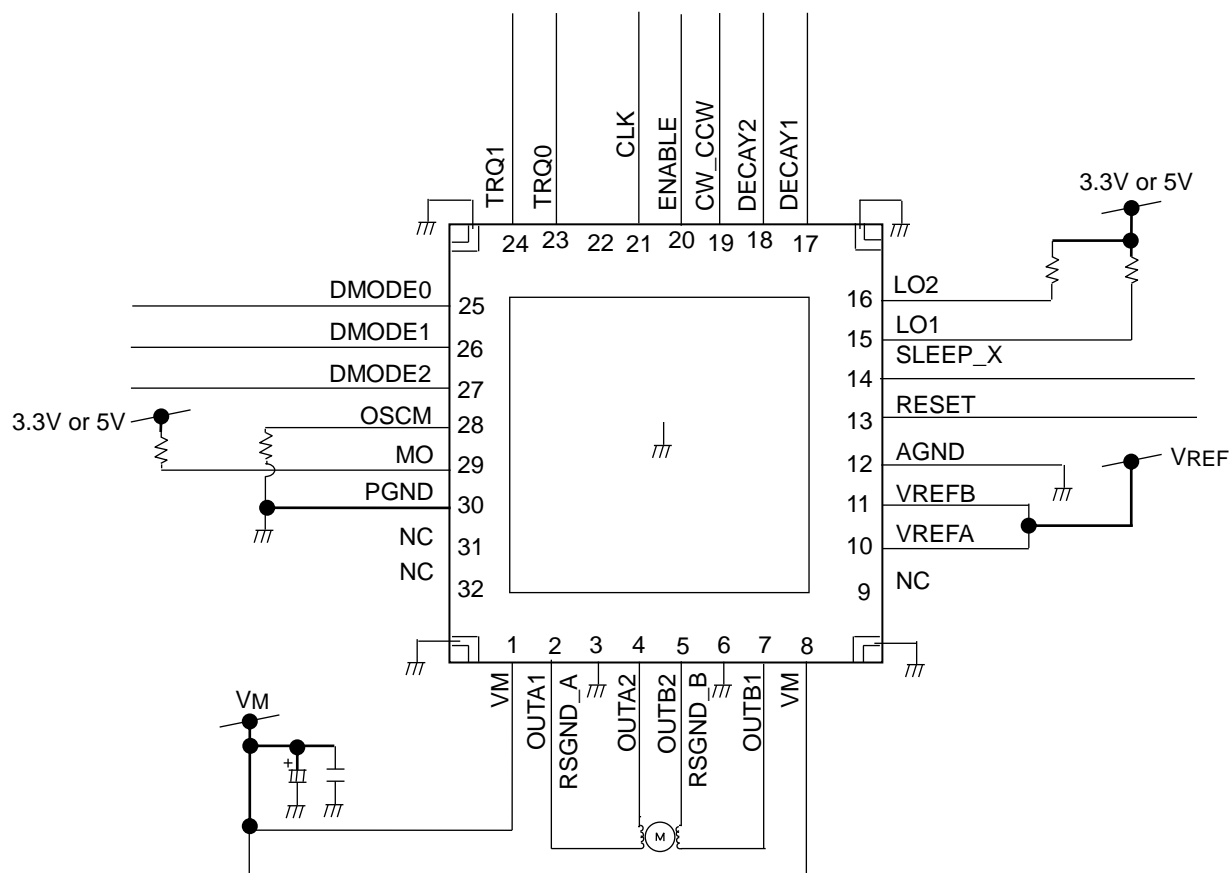 TRQ1
TRQ0
CLK
ENABLE
CW_CCW
DECAY2
DECAY1
24 23 22 21 20 19 18 17
3.3V or 5V
DMODE0 25
DMODE1 26
DMODE2 27
3.3V or 5V
OSCM 28
MO 29
PGND 30
NC 31
NC 32
16 LO2
15 LO1
SLEEP_X
14
13 RESET
12 AGND
VREF
11 VREFB
10 VREFA
9 NC
1 2 3 4 5 6 7 8
VM
OUTA1
RSGND_A
OUTA2
OUTB2
RSGND_B
OUTB1
VM
VM
+
M